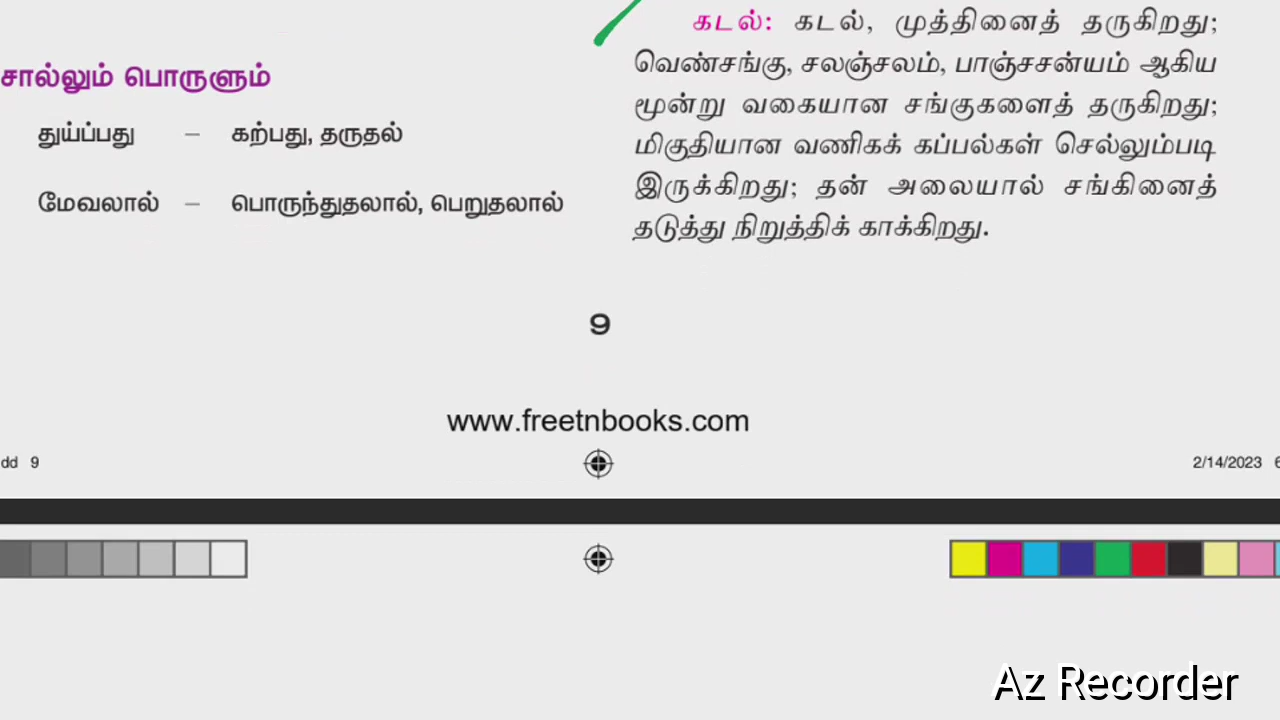 சொல்லும் பொருளும்
துய்ப்பது – கற்பது, தருதல்
மேவலால் – பொருந்துதலால், பெறுதலால்
கடல்: கடல், முத்தினைத் தருகிறது;
வெண்சங்கு, சலஞ்சலம், பாஞ்சசன்யம் ஆகிய
மூன்று வகையான சங்குகளைத் தருகிறது;
மிகுதியான வணிகக் கப்பல்கள் செல்லும்படி
இருக்கிறது; தன் அலையால் சங்கினைத்
தடுத்து நிறுத்திக் காக்கிறது.
9
www.freetnbooks.com
dd 9
2/14/2023 6
Az Recorder